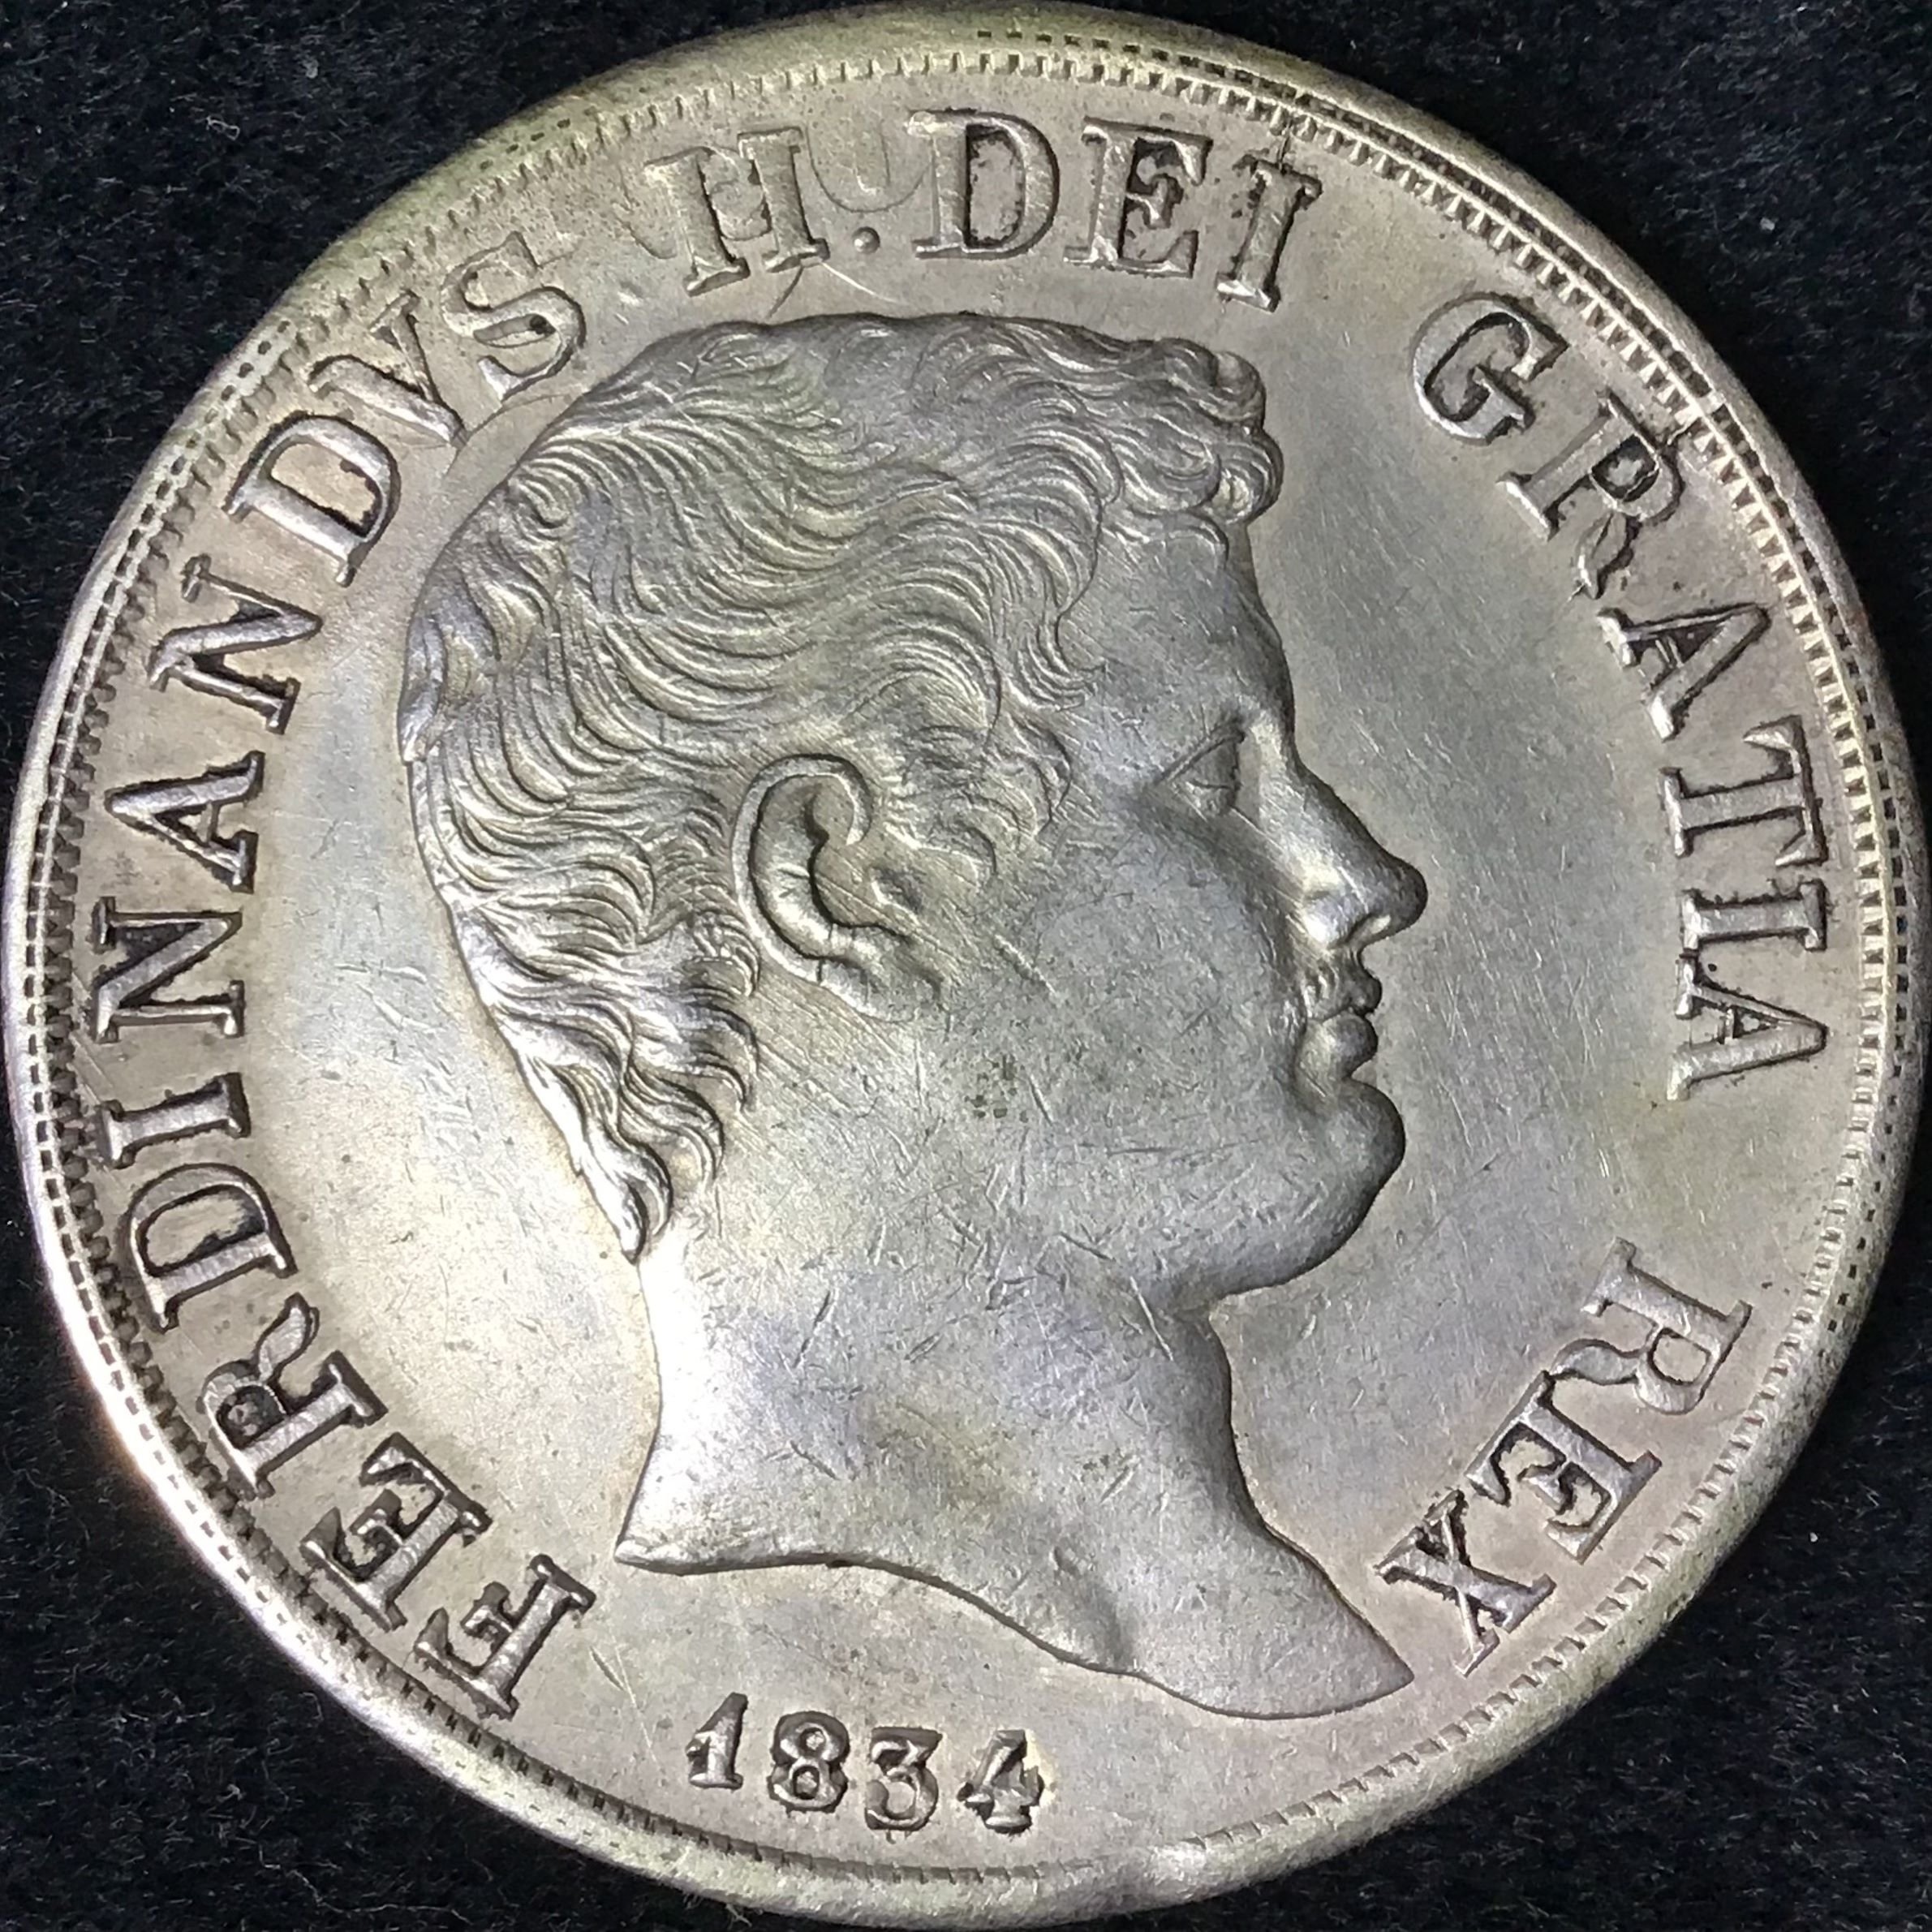 FERDINANDVS II. DEI GRATIA REX
1834